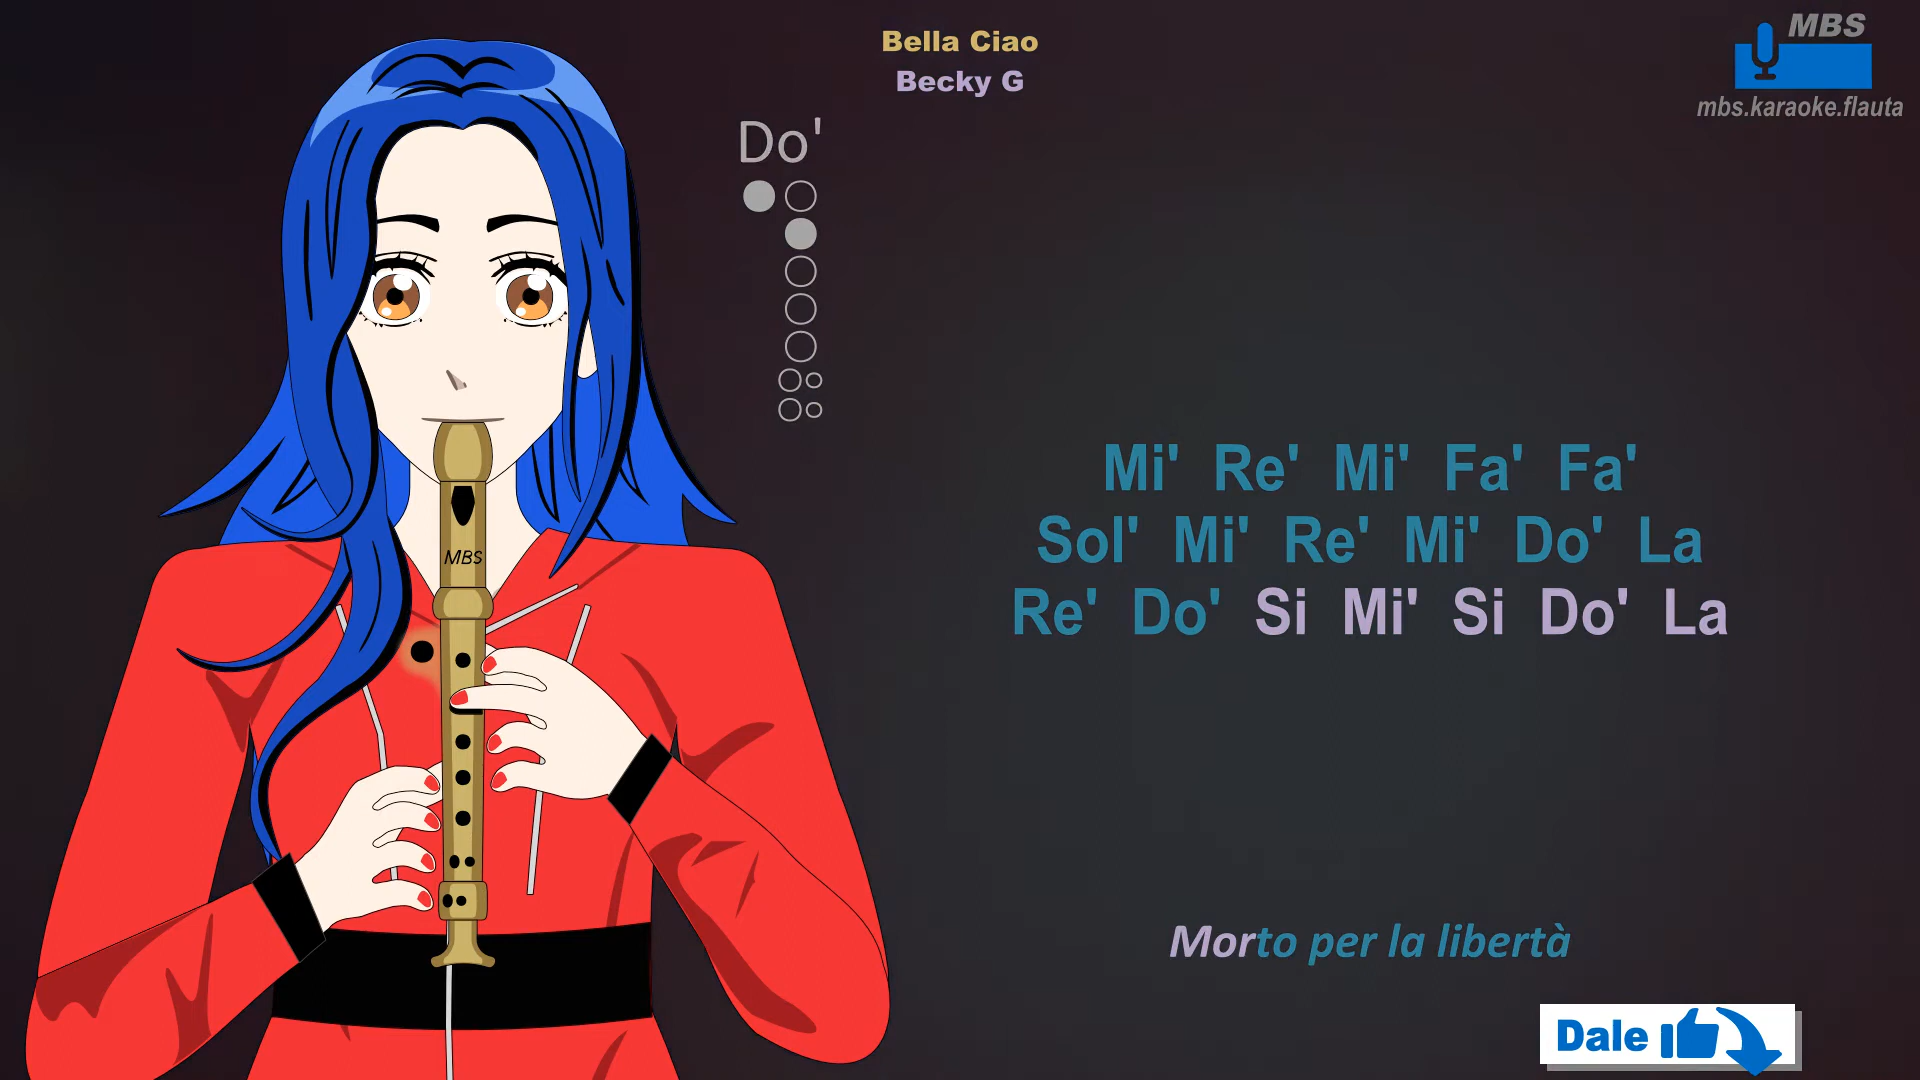 Bella Ciao
Becky G
MBS
mbs.karaoke.flauta
Do'
MBS
Mi' Re' Mi' Fa' Fa'
Sol' Mi' Re' Mi' Do' La
Re' Do' Si Mi' Si Do' La
Morto per la libertà
Dale